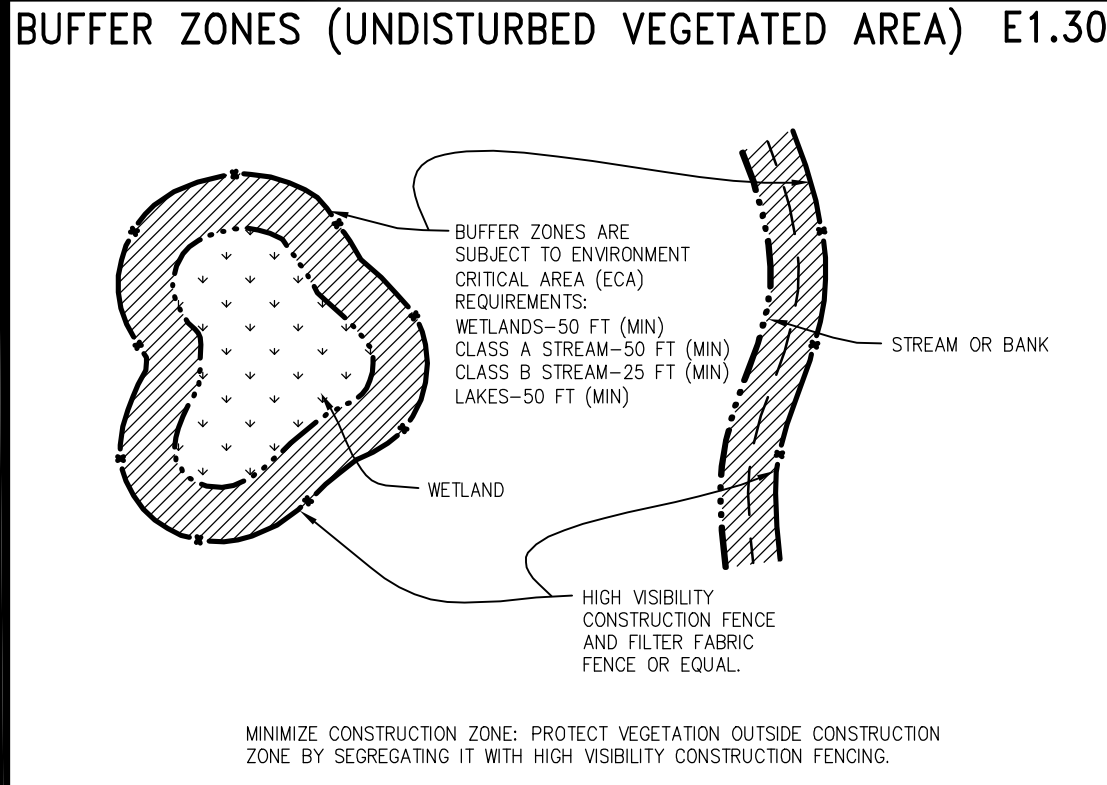 BUFFER ZONES (UNDISTURBED VEGETATED AREA) E1.30
BUFFER ZONES ARE
SUBJECT TO ENVIRONMENT
CRITICAL AREA (ECA)
REQUIREMENTS:
WETLANDS-50 FT (MIN)
CLASS A STREAM-50 FT (MIN)
CLASS B STREAM-25 FT (MIN)
LAKES-50 FT (MIN)
STREAM OR BANK
WETLAND
HIGH VISIBILITY
CONSTRUCTION FENCE
AND FILTER FABRIC
FENCE OR EQUAL.
MINIMIZE CONSTRUCTION ZONE: PROTECT VEGETATION OUTSIDE CONSTRUCTION
ZONE BY SEGREGATING IT WITH HIGH VISIBILITY CONSTRUCTION FENCING.